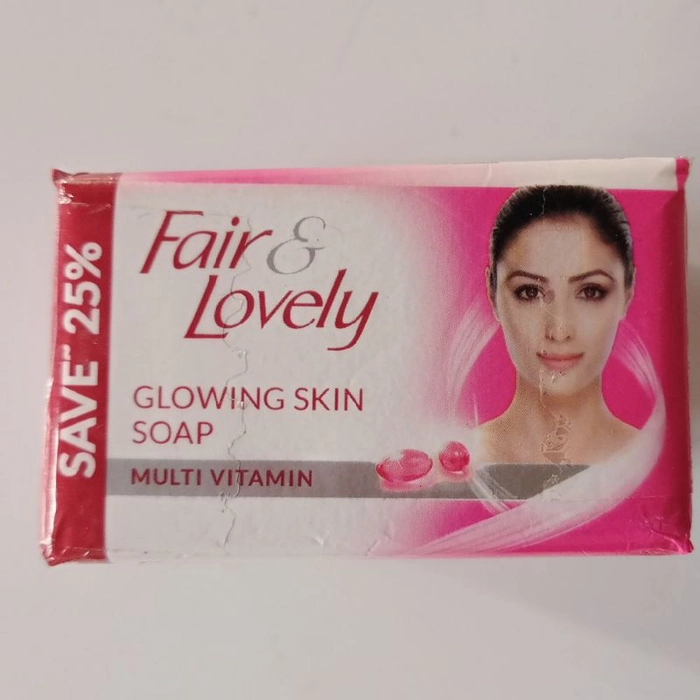 SAVE~ 25%
Fair &
Lovely
GLOWING SKIN
SOAP
MULTI VITAMIN